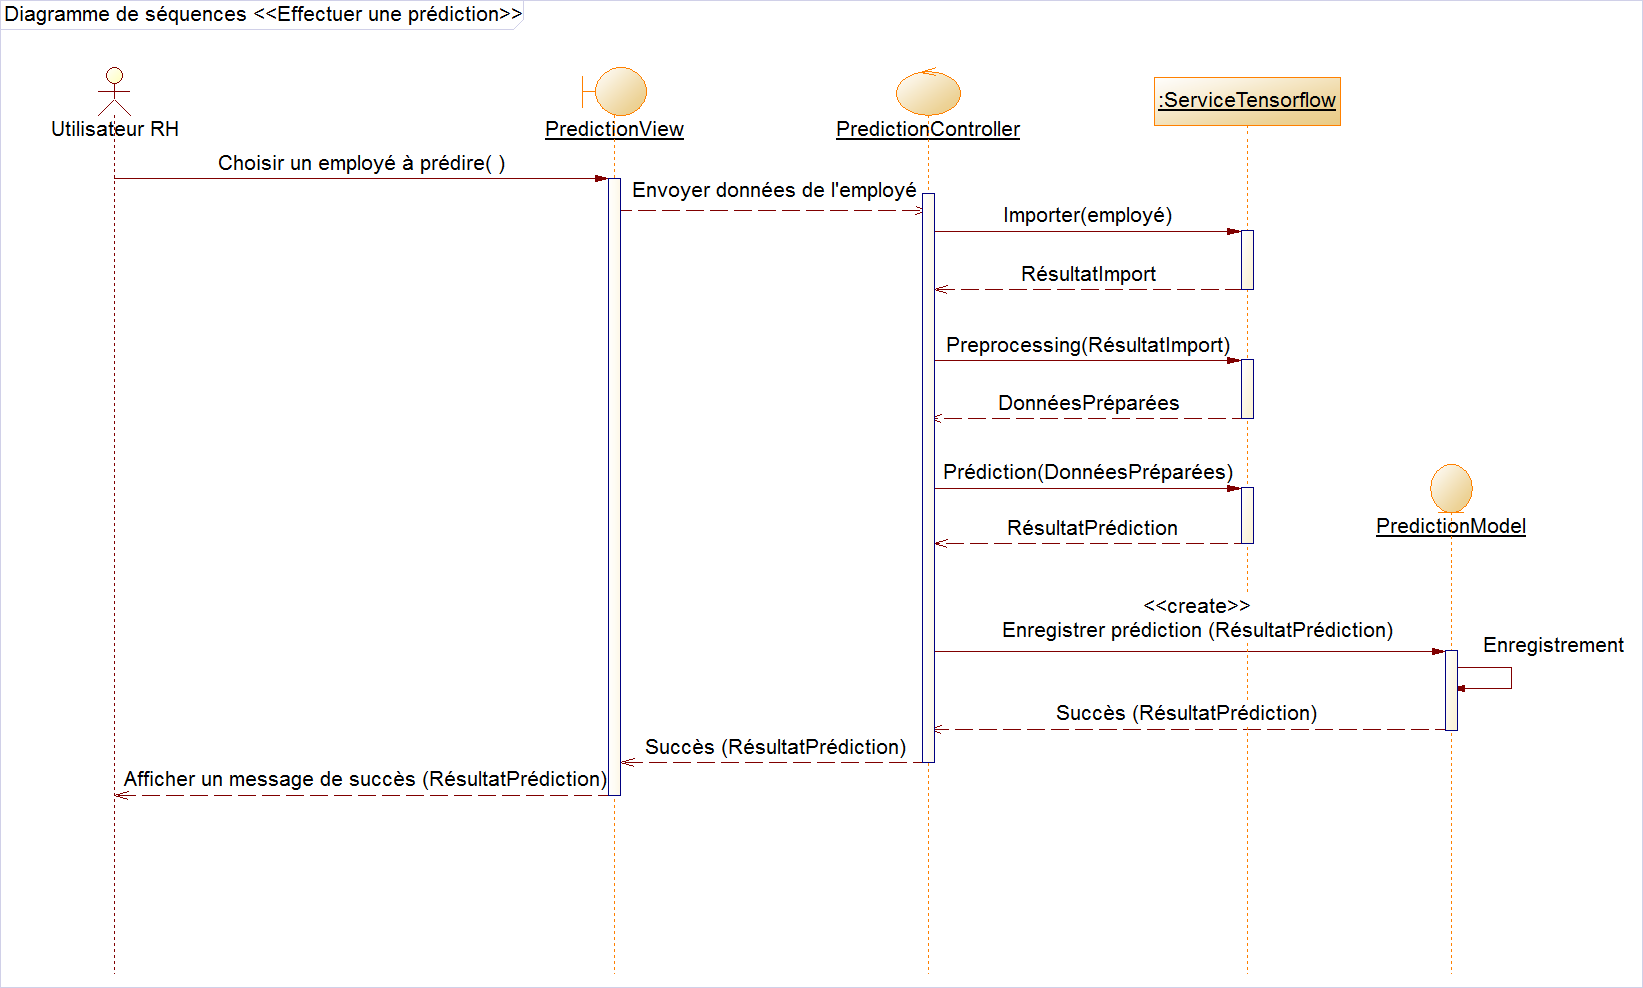 Diagramme de séquences <<Effectuer une prédiction>>
Utilisateur RH
PredictionView
PredictionController
:ServiceTensorflow
Choisir un employé à prédire( )
Envoyer données de l'employé
Importer(employé)
RésultatImport
Preprocessing(RésultatImport)
DonnéesPréparées
Prédiction(DonnéesPréparées)
RésultatPrédiction
PredictionModel
<<create>>
Enregistrer prédiction (RésultatPrédiction)
Enregistrement
Succès (RésultatPrédiction)
Succès (RésultatPrédiction)
Afficher un message de succès (RésultatPrédiction)